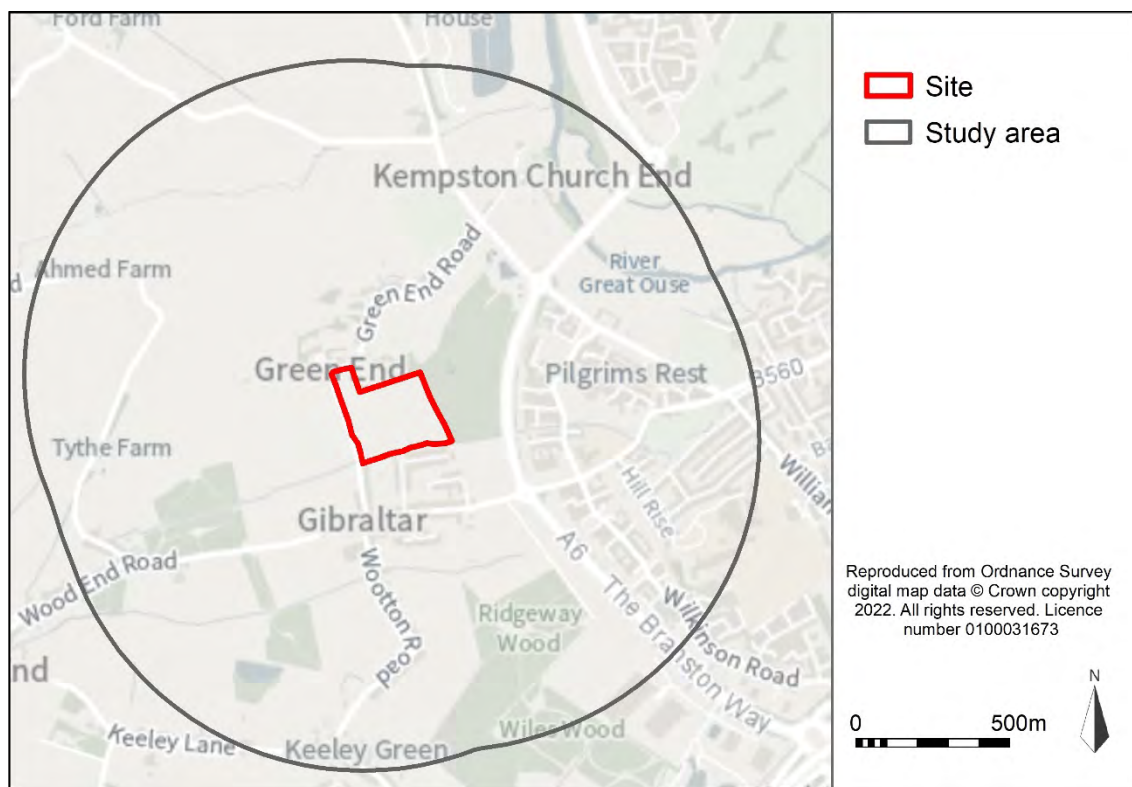 Ford Farm
House
Kempston Church End
Green End Road
River
Great Ouse
Ahmed Farm
d
Green End
Pilgrims Rest
B560
Tythe Farm
Hill Rise
Gibraltar
A6
Wood End Road
Wootton Road
Ridgeway
Wood
The Branston Way
Wilkinson Road
nd
Keeley Lane
Keeley Green
Wiles Wood
Site
Study area
Reproduced from Ordnance Survey
digital map data © Crown copyright
2022. All rights reserved. Licence
number 0100031673
N
0 500m